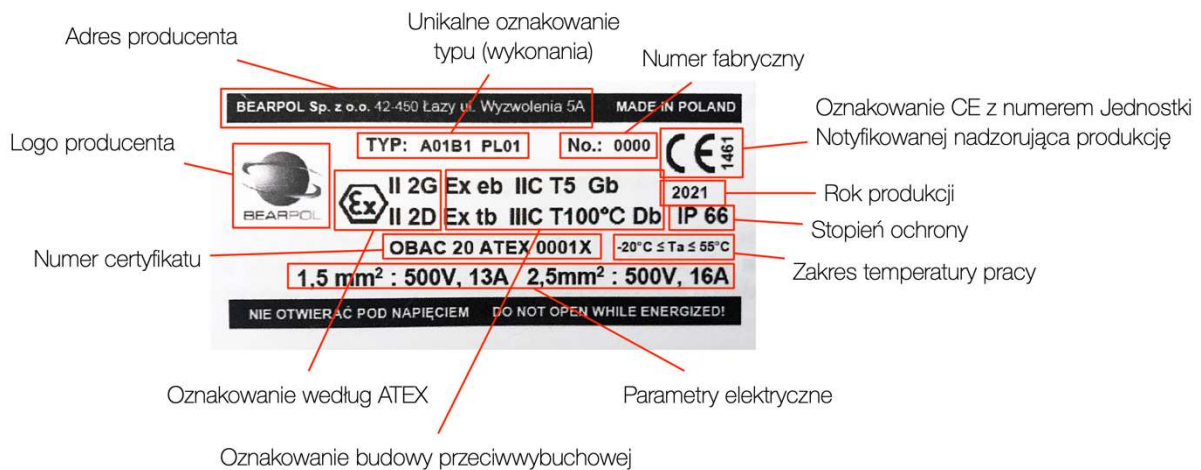 Unikalne oznakowanie
typu (wykonania)
Adres producenta
Numer fabryczny
BEARPOL Sp. z o.o. 42-450 Łazy ul. Wyzwolenia 5A MADE IN POLAND
Oznakowanie CE z numerem Jednostki
Notyfikowanej nadzorująca produkcję
Logo producenta
TYP: A01B1 PL01 No.: 0000 CE 1461
BEARPOL
Ex II 2G Ex eb IIC T5 Gb 2021
II 2D Ex tb IIIC T100°C Db IP 66
Rok produkcji
Stopień ochrony
Numer certyfikatu
OBAC 20 ATEX 0001X -20°C ≤ Ta ≤ 55°C
Zakres temperatury pracy
1,5 mm² : 500V, 13A 2,5mm² : 500V, 16A
NIE OTWIERAĆ POD NAPIĘCIEM DO NOT OPEN WHILE ENERGIZED!
Oznakowanie według ATEX
Parametry elektryczne
Oznakowanie budowy przeciwwybuchowej